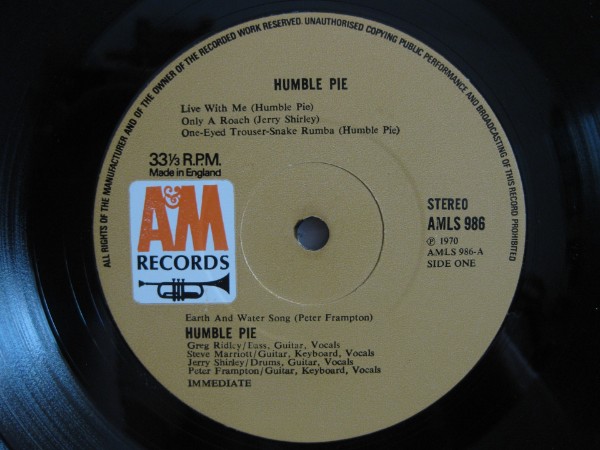 ALL RIGHTS OF THE MANUFACTURER AND OF THE OWNER OF THE RECORDED WORK RESERVED. UNAUTHORISED COPYING PUBLIC PERFORMANCE AND BROADCASTING OF THIS RECORD PROHIBITED
HUMBLE PIE
Live With Me (Humble Pie)
Only A Roach (Jerry Shirley)
One-Eyed Trouser-Snake Rumba (Humble Pie)
33⅓ R.P.M.
Made in England
A&M
RECORDS
STEREO
AMLS 986
℗ 1970
AMLS 986-A
SIDE ONE
Earth And Water Song (Peter Frampton)
HUMBLE PIE
Greg Ridley/Bass, Guitar, Vocals
Steve Marriott/Guitar, Keyboard, Vocals
Jerry Shirley/Drums, Guitar, Vocals
Peter Frampton/Guitar, Keyboard, Vocals
IMMEDIATE